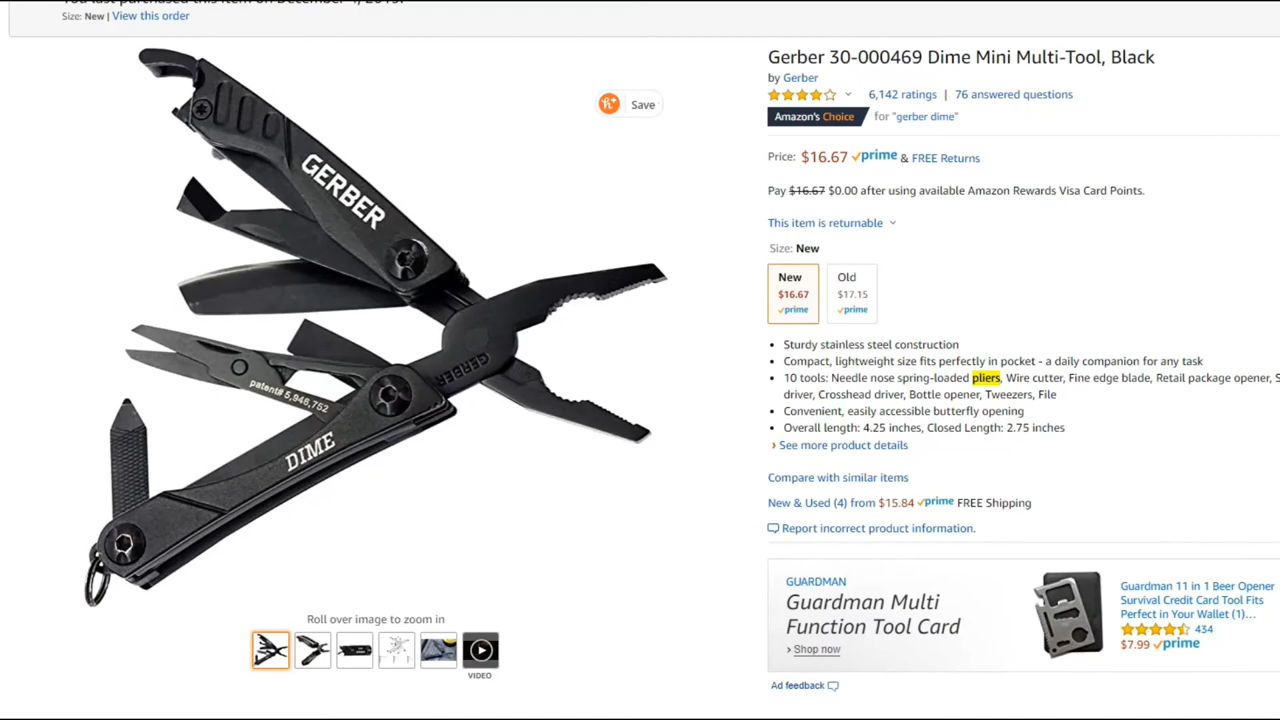 Size: New | View this order
Gerber 30-000469 Dime Mini Multi-Tool, Black
by Gerber
6,142 ratings | 76 answered questions
Amazon's Choice for "gerber dime"
Price: $16.67 prime & FREE Returns
Pay $16.67 $0.00 after using available Amazon Rewards Visa Card Points.
This item is returnable
Size: New
New
$16.67
prime
Old
$17.15
prime
• Sturdy stainless steel construction
• Compact, lightweight size fits perfectly in pocket - a daily companion for any task
• 10 tools: Needle nose spring-loaded pliers, Wire cutter, Fine edge blade, Retail package opener, S
driver, Crosshead driver, Bottle opener, Tweezers, File
• Convenient, easily accessible butterfly opening
• Overall length: 4.25 inches, Closed Length: 2.75 inches
› See more product details
Compare with similar items
New & Used (4) from $15.84 prime FREE Shipping
Report incorrect product information.
GUARDMAN
Guardman Multi
Function Tool Card
› Shop now
Guardman 11 in 1 Beer Opener
Survival Credit Card Tool Fits
Perfect in Your Wallet (1)...
434
$7.99 prime
Ad feedback
Save
GERBER
GERBER
patent# 5,946,752
DIME
Roll over image to zoom in
VIDEO